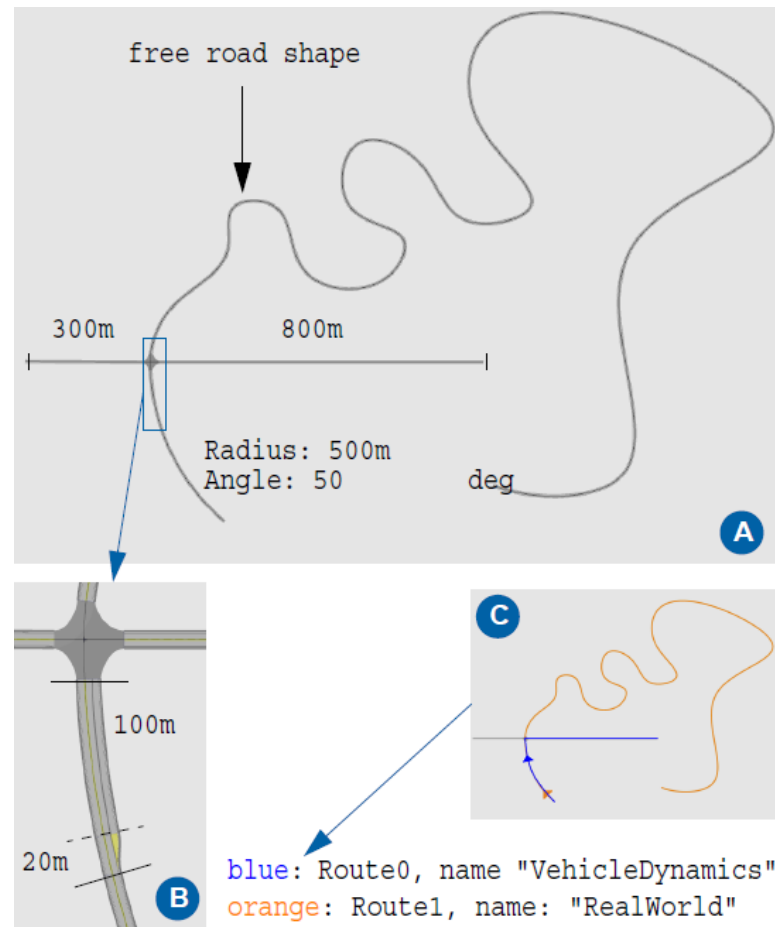 free road shape
300m
800m
Radius: 500m
Angle: 50 deg
A
C
100m
20m
B
blue: Route0, name "VehicleDynamics"
orange: Route1, name: "RealWorld"